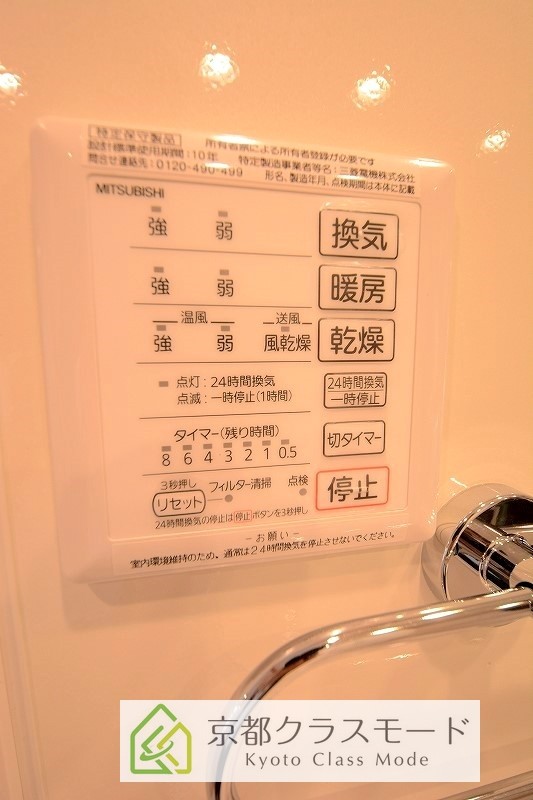 特定保守製品 所有者票による所有者登録が必要です
設計標準使用期間:10年 特定製造事業者等名:三菱電機株式会社
問合せ連絡先:0120-490-499 形名、製造年月、点検期間は本体に記載
MITSUBISHI
強 弱 換気
強 弱 暖房
温風 送風
強 弱 風乾燥 乾燥
点灯:24時間換気
点滅:一時停止(1時間)
24時間換気
一時停止
タイマー(残り時間)
8 6 4 3 2 1 0.5
切タイマー
3秒押し
リセット フィルター清掃 点検
停止
24時間換気の停止は停止ボタンを3秒押し
-お願い-
室内環境維持のため、通常は24時間換気を停止させないでください。
京都クラスモード
Kyoto Class Mode